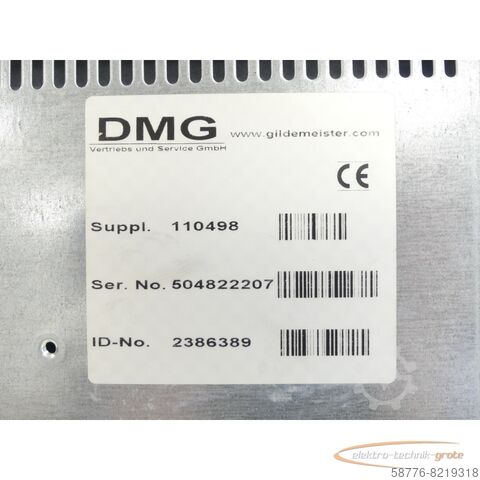 DMG www.gildemeister.com
Vertriebs und Service GmbH
CE
Suppl. 110498
Ser. No. 504822207
ID-No. 2386389
elektro-technik-grote
58776-8219318